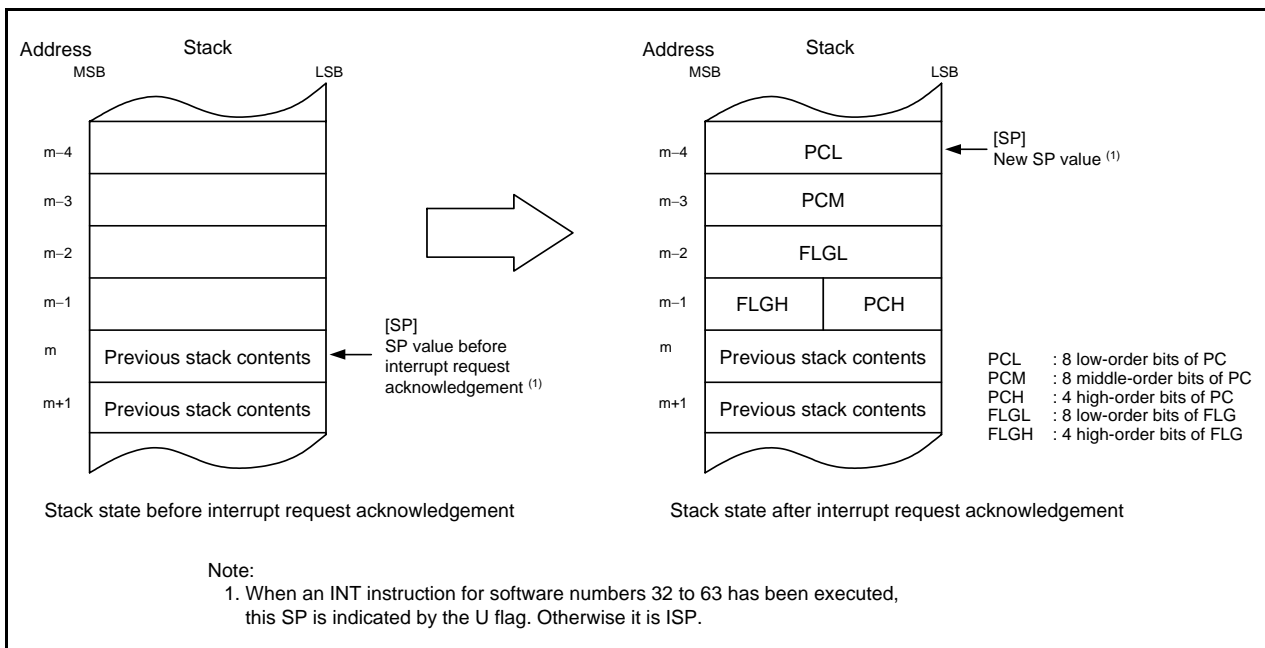 Address Stack
MSB LSB
m−4
m−3
m−2
m−1
m Previous stack contents
m+1 Previous stack contents
[SP]
SP value before
interrupt request
acknowledgement (1)
Stack state before interrupt request acknowledgement
Address Stack
MSB LSB
m−4 PCL
m−3 PCM
m−2 FLGL
m−1 FLGH PCH
m Previous stack contents
m+1 Previous stack contents
[SP]
New SP value (1)
PCL : 8 low-order bits of PC
PCM : 8 middle-order bits of PC
PCH : 4 high-order bits of PC
FLGL : 8 low-order bits of FLG
FLGH : 4 high-order bits of FLG
Stack state after interrupt request acknowledgement
Note:
1. When an INT instruction for software numbers 32 to 63 has been executed,
this SP is indicated by the U flag. Otherwise it is ISP.